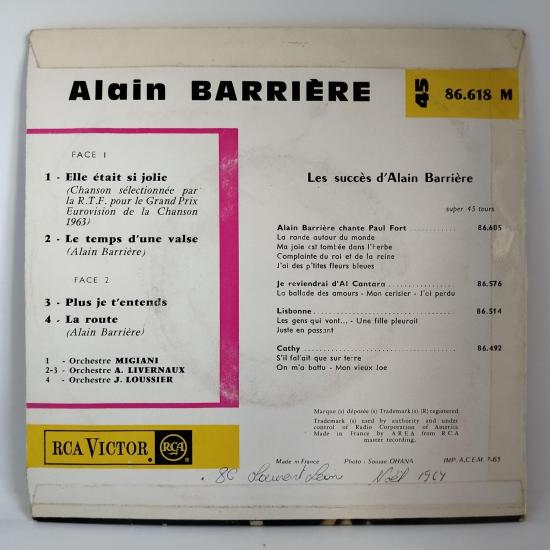 Alain BARRIÈRE
45 86.618 M
FACE 1
1 - Elle était si jolie
(Chanson sélectionnée par
la R.T.F. pour le Grand Prix
Eurovision de la Chanson
1963)
2 - Le temps d'une valse
(Alain Barrière)
FACE 2
3 - Plus je t'entends
4 - La route
(Alain Barrière)
1 - Orchestre MIGIANI
2-3 - Orchestre A. LIVERNAUX
4 - Orchestre J. LOUSSIER
RCA VICTOR RCA
Les succès d'Alain Barrière
super 45 tours
Alain Barrière chante Paul Fort ............ 86.605
La ronde autour du monde
Ma joie est tombée dans l'herbe
Complainte du roi et de la reine
J'ai des p'tites fleurs bleues
Je reviendrai d'Al Cantara ............ 86.576
La ballade des amours - Mon cerisier - J'ai perdu
Lisbonne ............ 86.514
Les gens qui vont... - Une fille pleurait
Juste en passant
Cathy ............ 86.492
S'il fallait que sur terre
On m'a battu - Mon vieux Joe
Marque (s) déposée (s) Trademark (s) (R) registered
Trademark (s) used by authority and under
control of Radio Corporation of America
Made in France by AREA from RCA
master recording.
Made in France Photo : Sousse OHANA IMP. A.C.E.M. 7-63
Noël 1964